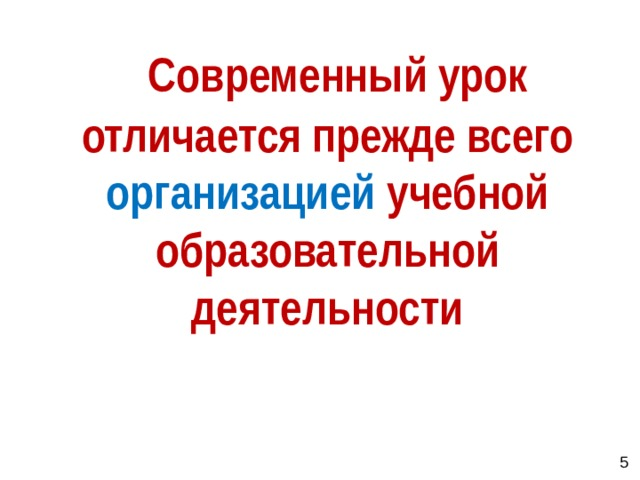 Современный урок
отличается прежде всего
организацией учебной
образовательной
деятельности
5